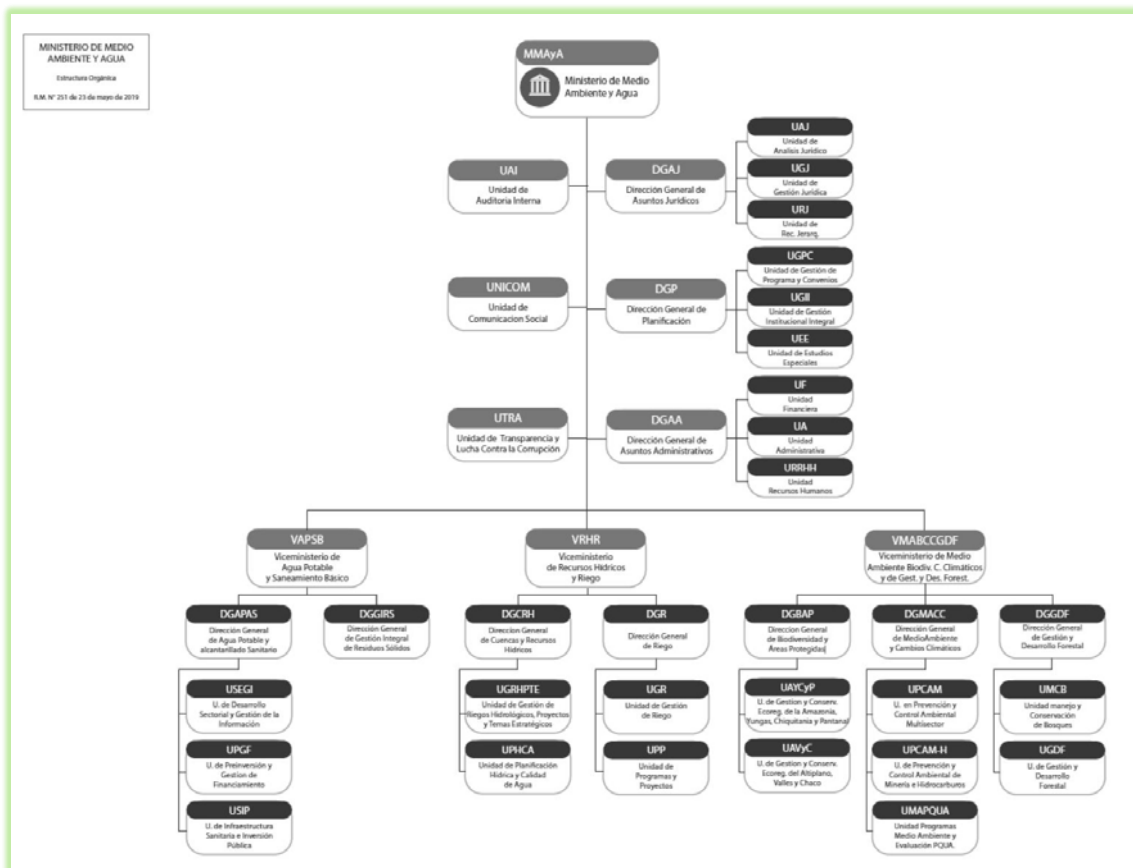 MINISTERIO DE MEDIO
AMBIENTE Y AGUA
Estructura Orgánica
R.M. N° 251 de 23 de mayo de 2019
MMAyA
Ministerio de Medio
Ambiente y Agua
UAI
Unidad de
Auditoria Interna
DGAJ
Dirección General de
Asuntos Jurídicos
UAJ
Unidad de
Analisis Jurídico
UGJ
Unidad de
Gestión Jurídica
URJ
Unidad de
Rec. Jerarq.
UNICOM
Unidad de
Comunicacion Social
DGP
Dirección General de
Planificación
UGPC
Unidad de Gestión de
Programa y Convenios
UGII
Unidad de Gestión
Institucional Integral
UEE
Unidad de Estudios
Especiales
UTRA
Unidad de Transparencia y
Lucha Contra la Corrupción
DGAA
Dirección General de
Asuntos Administrativos
UF
Unidad
Financiera
UA
Unidad
Administrativa
URRHH
Unidad
Recursos Humanos
VAPSB
Viceministerio de
Agua Potable
y Saneamiento Básico
VRHR
Viceministerio
de Recursos Hídricos
y Riego
VMABCCGDF
Viceministerio de Medio
Ambiente Biodiv. C. Climáticos
y de Gest. y Des. Forest.
DGAPAS
Dirección General
de Agua Potable y
alcantarillado Sanitario
DGGIRS
Dirección General
de Gestión Integral
de Residuos Sólidos
DGCRH
Direccion General
de Cuencas y Recursos
Hídricos
DGR
Dirección General
de Riego
DGBAP
Direccion General
de Biodiversidad y
Áreas Protegidas
DGMACC
Dirección General
de MedioAmbiente
y Cambios Climáticos
DGGDF
Dirección General
de Gestión y
Desarrollo Forestal
USEGI
U. de Desarrollo
Sectorial y Gestión de la
Información
UPGF
U. de Preinversión y
Gestion de
Financiamiento
USIP
U. de Infraestructura
Sanitaria e Inversión
Pública
UGRHPTE
Unidad de Gestión de
Riegos Hidrológicos, Proyectos
y Temas Estratégicos
UPHCA
Unidad de Planificación
Hídrica y Calidad
de Agua
UGR
Unidad de Gestión
de Riego
UPP
Unidad de
Programas y
Proyectos
UAYCyP
U. de Gestion y Conserv.
Ecoreg. de la Amazonía,
Yungas, Chiquitania y Pantanal
UAVyC
U. de Gestion y Conserv.
Ecoreg. del Altiplano,
Valles y Chaco
UPCAM
U. en Prevención y
Control Ambiental
Multisector
UPCAM-H
U. de Prevención y
Control Ambiental de
Minería e Hidrocarburos
UMAPQUA
Unidad Programas
Medio Ambiente y
Evaluación PQUA.
UMCB
Unidad manejo y
Conservación
de Bosques
UGDF
U. de Gestión y
Desarrollo
Forestal